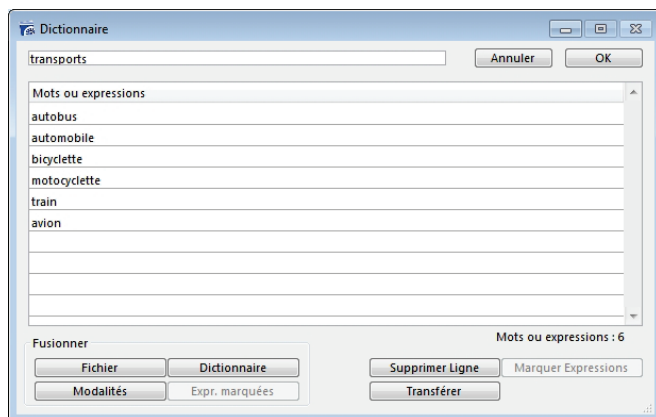 Dictionnaire
transports
Annuler
OK
Mots ou expressions
autobus
automobile
bicyclette
motocyclette
train
avion
Mots ou expressions : 6
Fusionner
Fichier
Dictionnaire
Supprimer Ligne
Marquer Expressions
Modalités
Expr. marquées
Transférer